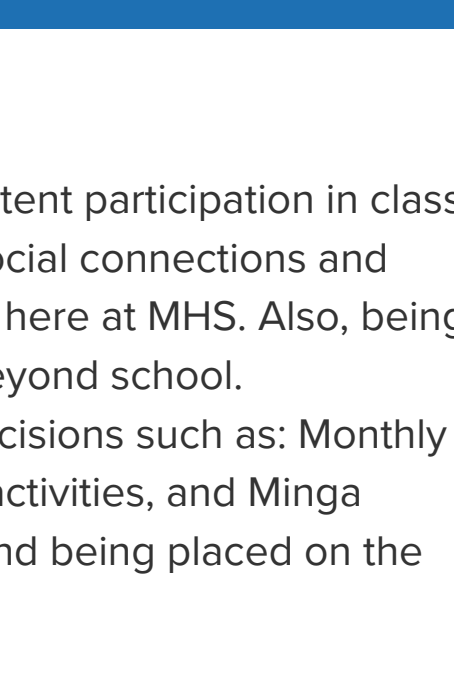 tent participation in class
ocial connections and
here at MHS. Also, being
eyond school.
cisions such as: Monthly
activities, and Minga
nd being placed on the